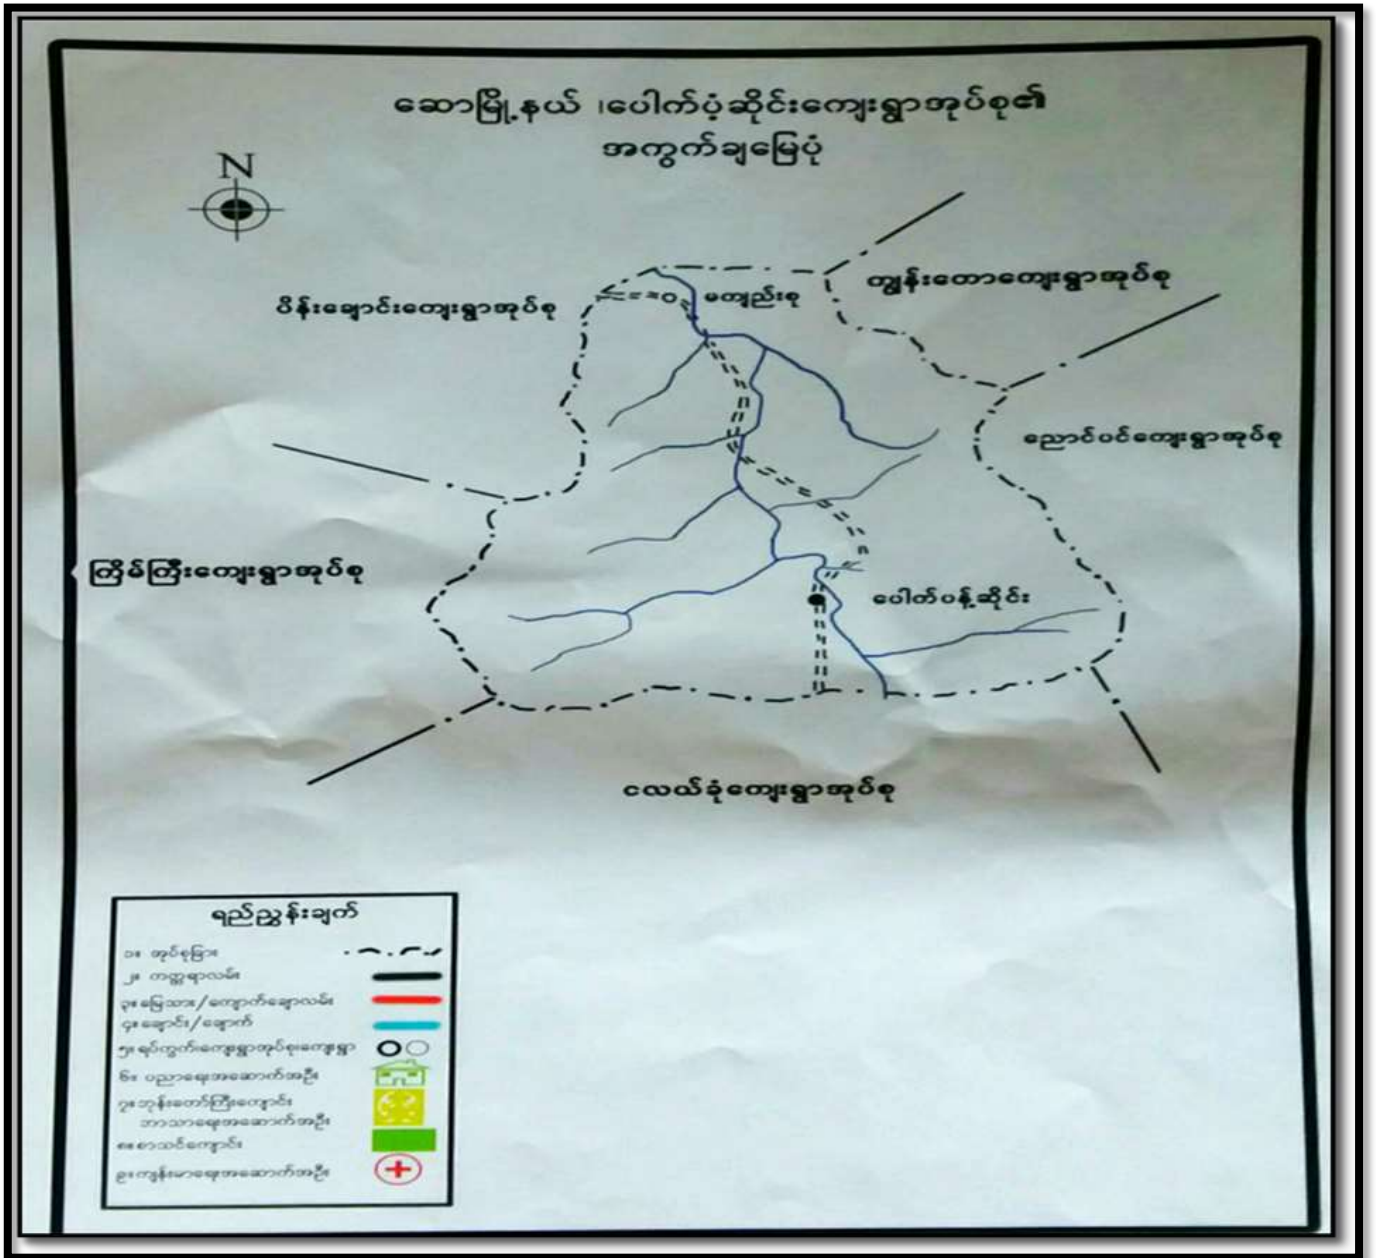 ဆောမြို့နယ် ၊ပေါက်ပံ့ဆိုင်းကျေးရွာအုပ်စု၏
အကွက်ချမြေပုံ
N
ကျွန်းတောကျေးရွာအုပ်စု
ပိန်းချောင်းကျေးရွာအုပ်စု
မကျည်းစု
ညောင်ပင်ကျေးရွာအုပ်စု
ကြိမ်ကြီးကျေးရွာအုပ်စု
ပေါတ်ပန့်ဆိုင်း
ငလယ်ခုံကျေးရွာအုပ်စု
ရည်ညွှန်းချက်
၁။ အုပ်စုခြား
၂။ ကတ္တရာလမ်း
၃။ မြေသား/ကျောက်ချောလမ်း
၄။ ချောင်း/ချောက်
၅။ ရပ်ကွက်၊ကျေးရွာအုပ်စု၊ကျေးရွာ
၆။ ပညာရေးအဆောက်အဦး
၇။ ဘုန်းတော်ကြီးကျောင်း
ဘာသာရေးအဆောက်အဦး
၈။ စာသင်ကျောင်း
၉။ ကျန်းမာရေးအဆောက်အဦး